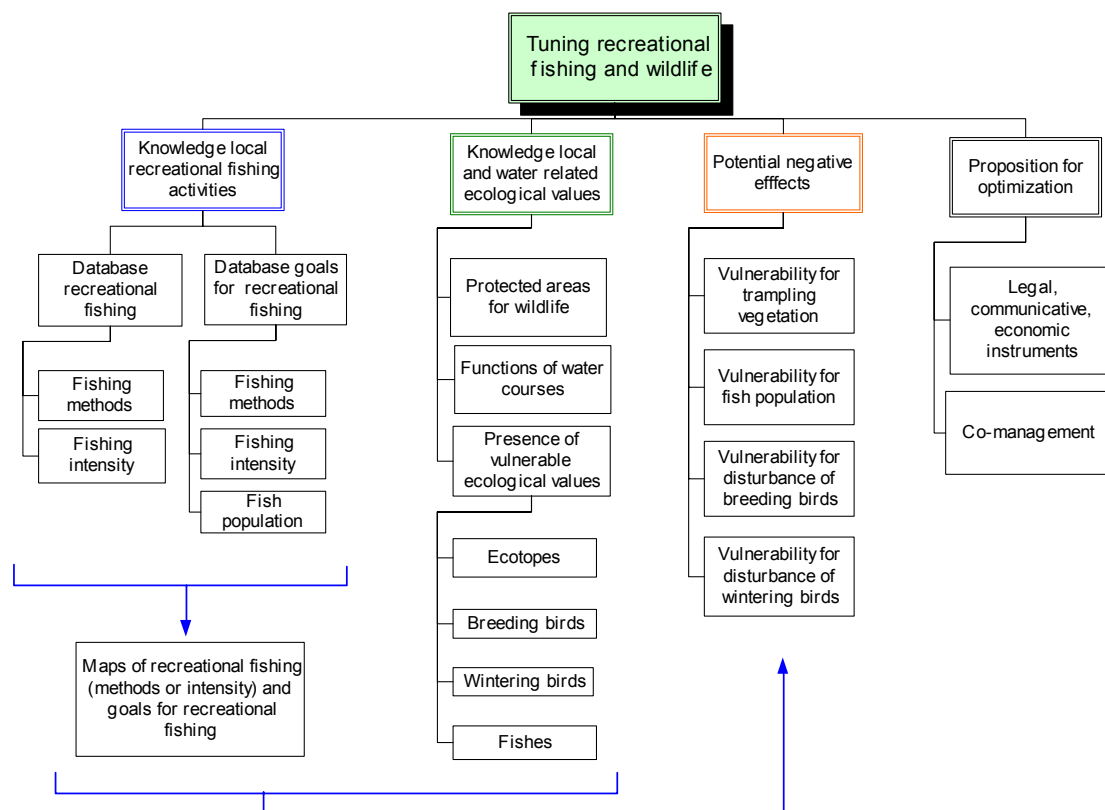 Tuning recreational
fishing and wildlife
Knowledge local
recreational fishing
activities
Knowledge local
and water related
ecological values
Potential negative
efffects
Proposition for
optimization
Database
recreational
fishing
Database goals
for recreational
fishing
Fishing
methods
Fishing
intensity
Fishing
methods
Fishing
intensity
Fish
population
Maps of recreational fishing
(methods or intensity) and
goals for recreational
fishing
Protected areas
for wildlife
Functions of water
courses
Presence of
vulnerable
ecological values
Ecotopes
Breeding birds
Wintering birds
Fishes
Vulnerability for
trampling
vegetation
Vulnerability for
fish population
Vulnerability for
disturbance of
breeding birds
Vulnerability for
disturbance of
wintering birds
Legal,
communicative,
economic
instruments
Co-management